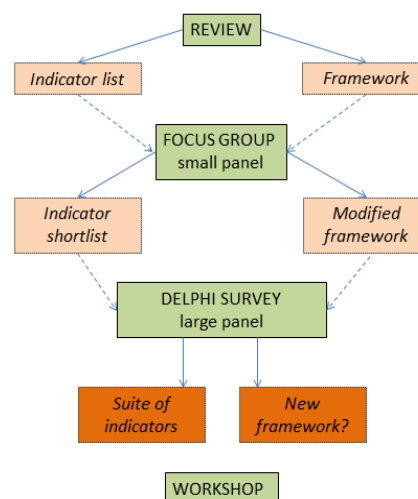 REVIEW
Indicator list
Framework
FOCUS GROUP
small panel
Indicator
shortlist
Modified
framework
DELPHI SURVEY
large panel
Suite of
indicators
New
framework?
WORKSHOP